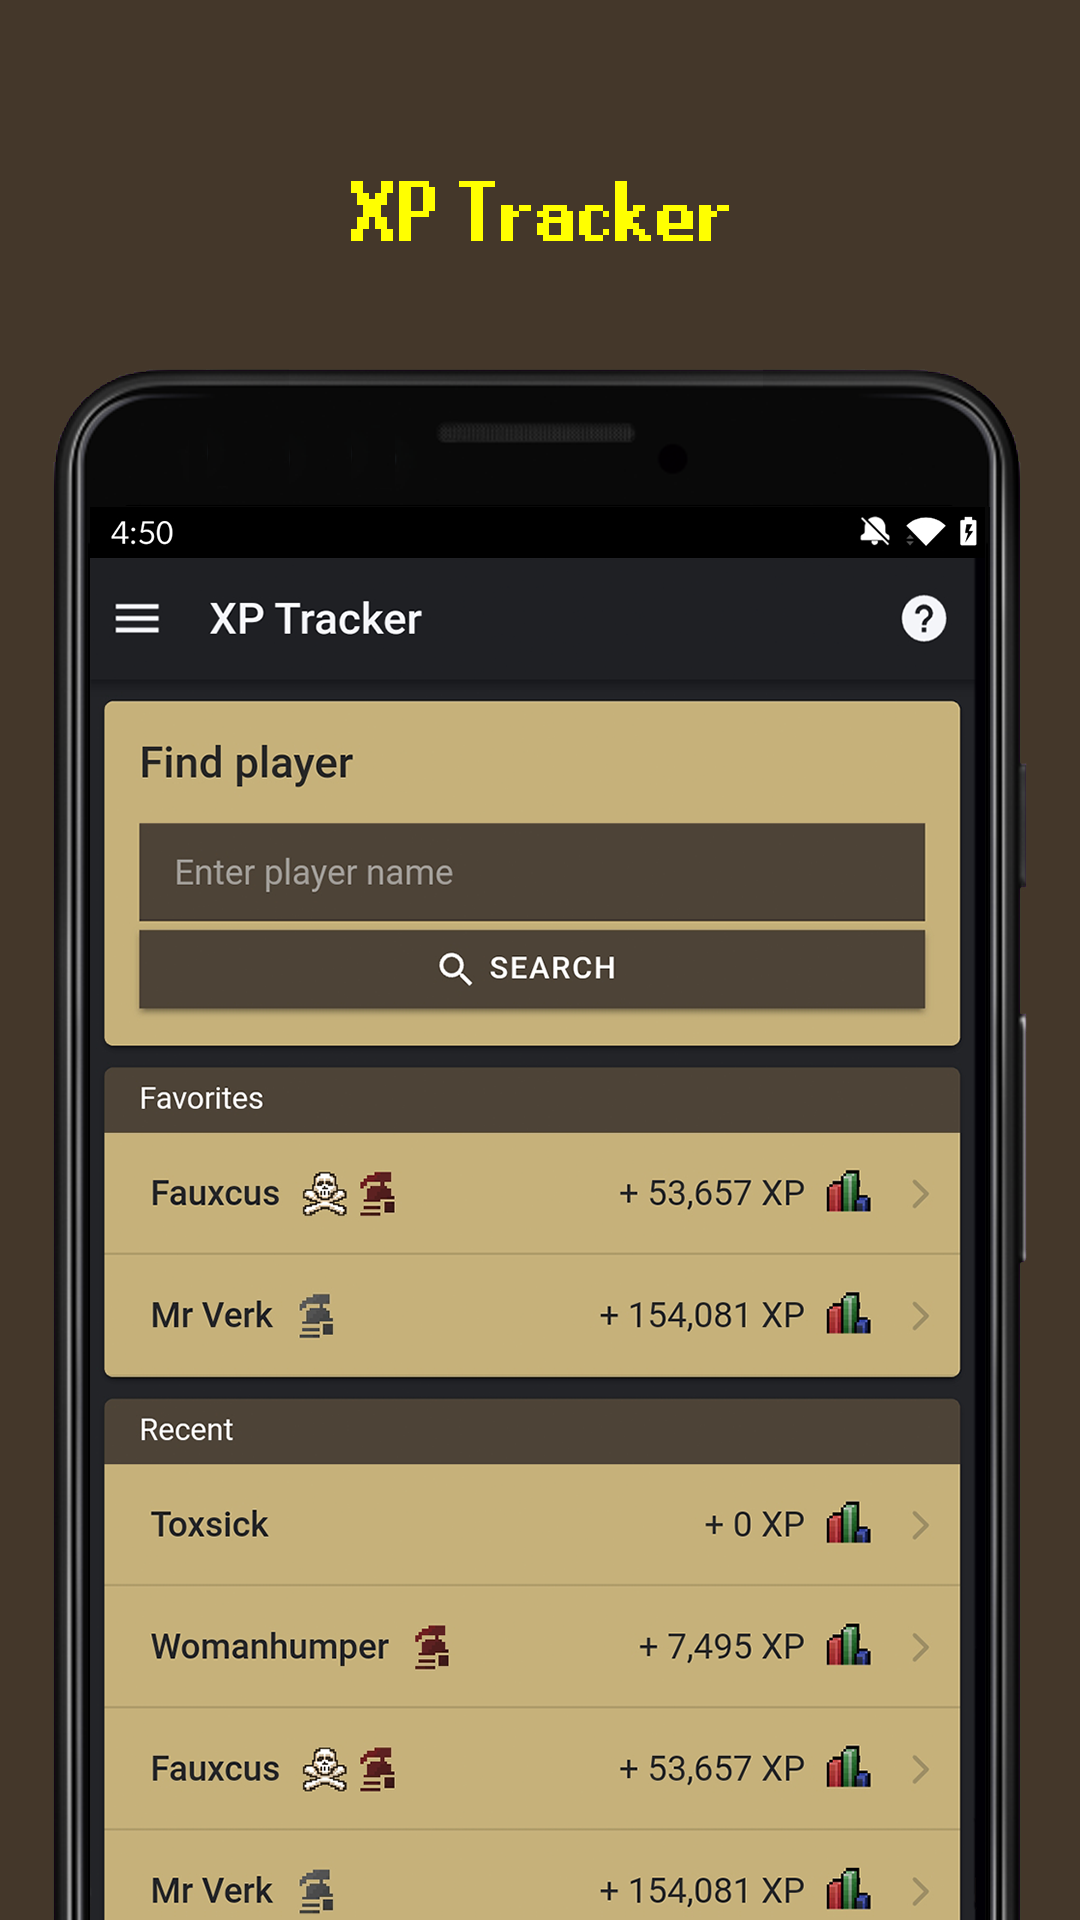 XP Tracker
4:50
XP Tracker
Find player
Enter player name
SEARCH
Favorites
Fauxcus + 53,657 XP
Mr Verk + 154,081 XP
Recent
Toxsick + 0 XP
Womanhumper + 7,495 XP
Fauxcus + 53,657 XP
Mr Verk + 154,081 XP